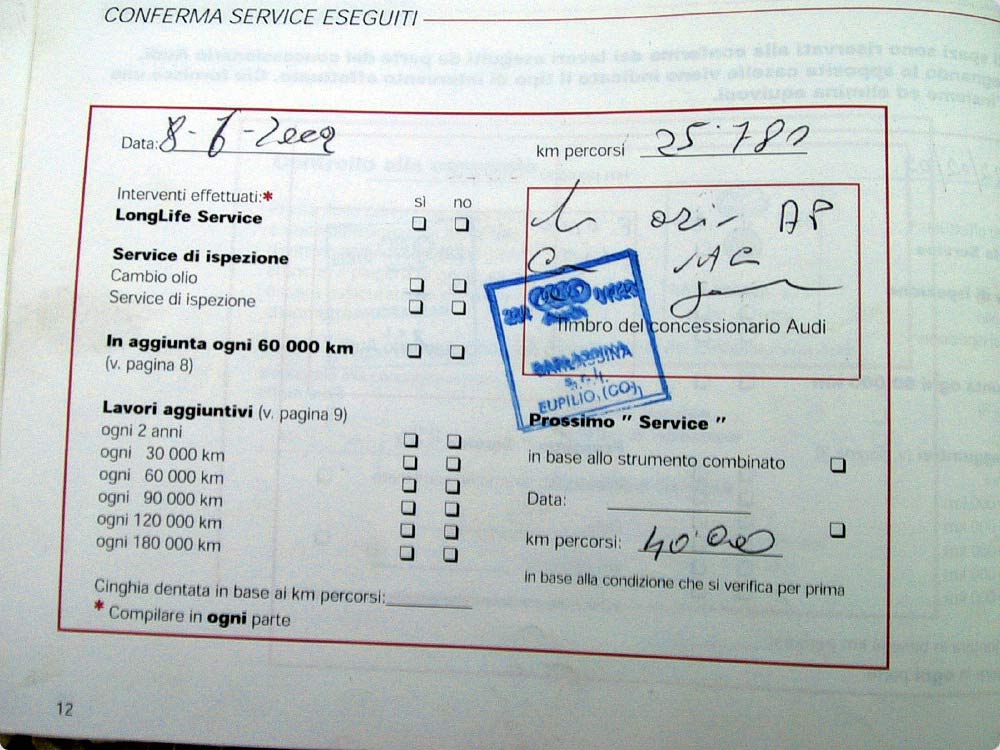 CONFERMA SERVICE ESEGUITI
Data:
km percorsi 25.781
Interventi effettuati:*
sì no
LongLife Service
Service di ispezione
Cambio olio
Service di ispezione
Timbro del concessionario Audi
In aggiunta ogni 60 000 km
(v. pagina 8)
BARLASSINA
s.r.l.
EUPILIO, (CO)
Lavori aggiuntivi (v. pagina 9)
ogni 2 anni
ogni 30 000 km
ogni 60 000 km
ogni 90 000 km
ogni 120 000 km
ogni 180 000 km
Prossimo " Service "
in base allo strumento combinato
Data:
km percorsi: 40'000
in base alla condizione che si verifica per prima
Cinghia dentata in base ai km percorsi:
* Compilare in ogni parte
12